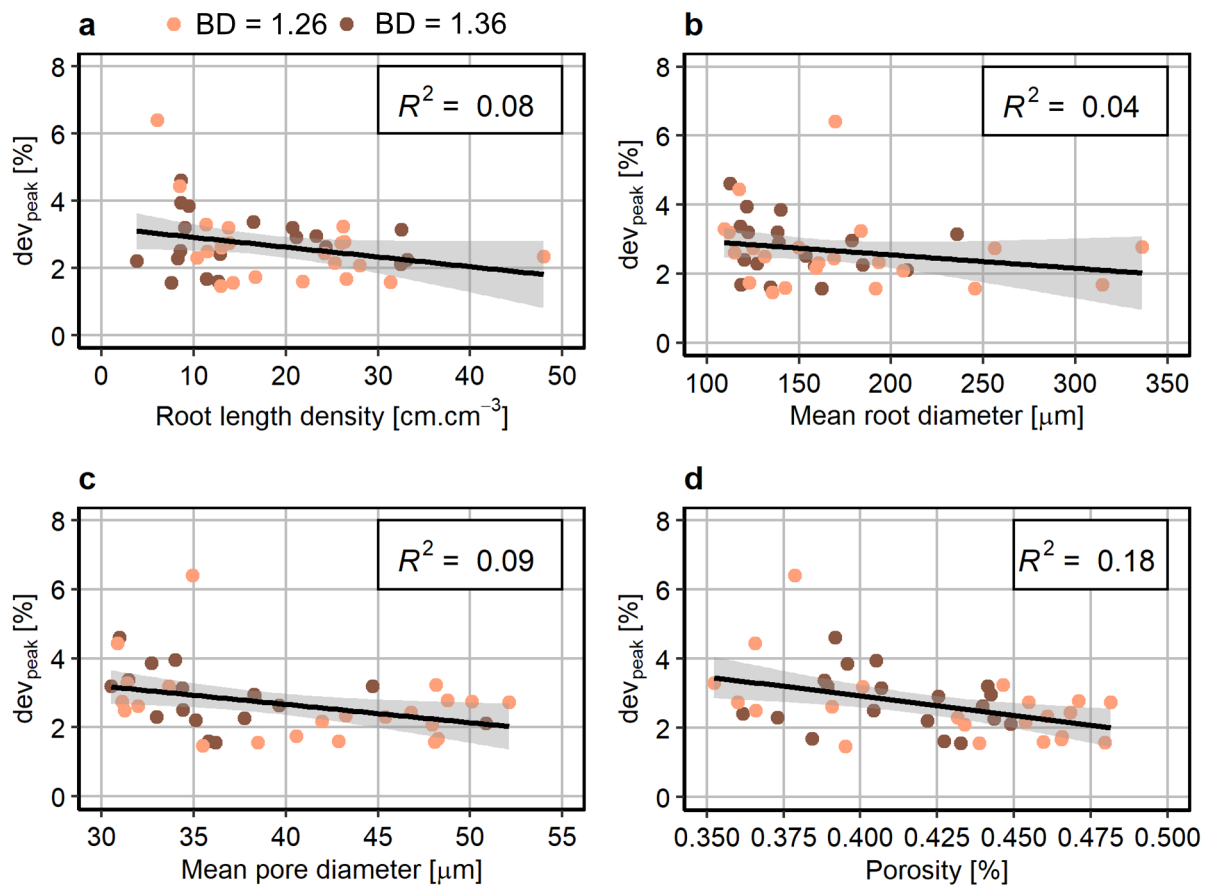 a BD = 1.26 BD = 1.36
8
6
4
2
0
dev_peak [%]
R² = 0.08
0 10 20 30 40 50
Root length density [cm.cm⁻³]
b
8
6
4
2
0
dev_peak [%]
R² = 0.04
100 150 200 250 300 350
Mean root diameter [μm]
c
8
6
4
2
0
dev_peak [%]
R² = 0.09
30 35 40 45 50 55
Mean pore diameter [μm]
d
8
6
4
2
0
dev_peak [%]
R² = 0.18
0.350 0.375 0.400 0.425 0.450 0.475 0.500
Porosity [%]